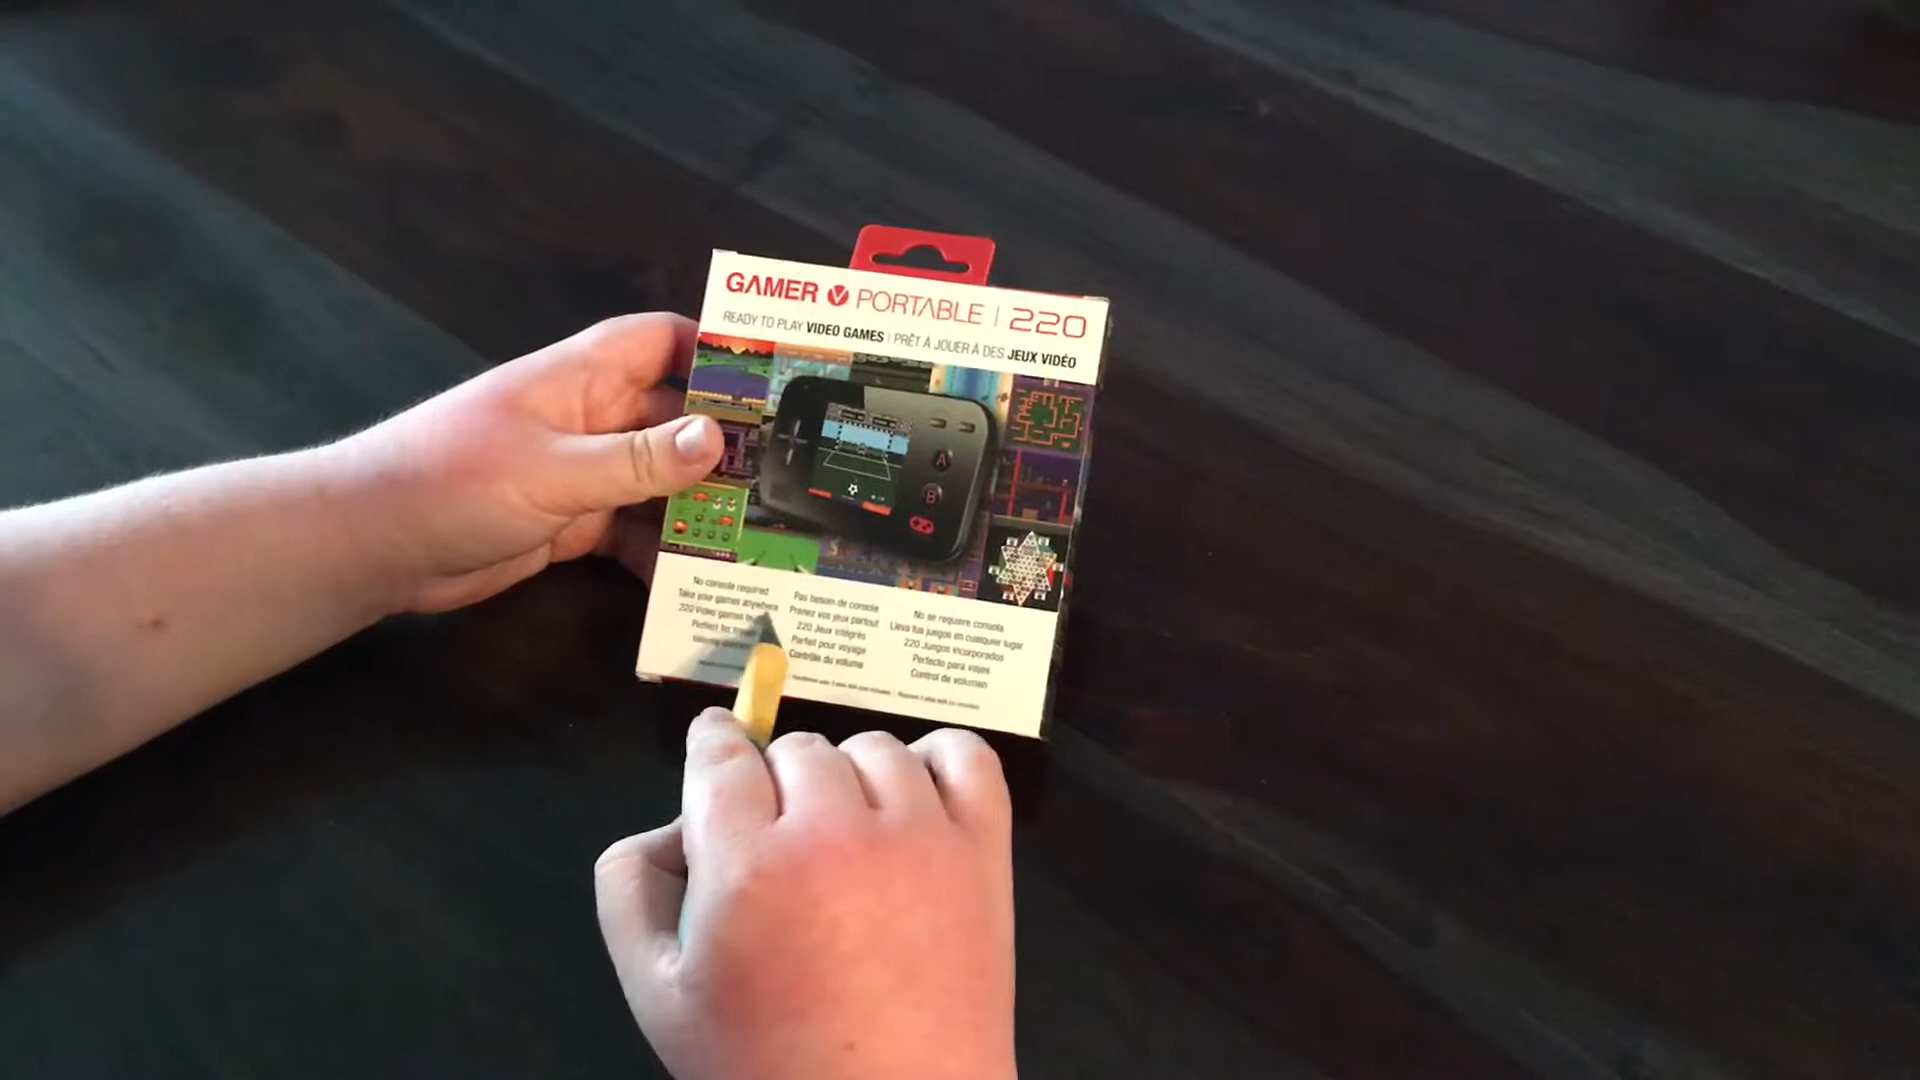 GAMER V PORTABLE | 220
READY TO PLAY VIDEO GAMES | PRÊT À JOUER À DES JEUX VIDÉO
A
B
No console required
Take your games anywhere
220 Video games
Perfect for
Pas besoin de console
Prenez vos jeux partout
220 Jeux intégrés
Parfait pour voyage
Contrôle du volume
No se requiere consola
Lleva tus juegos en cualquier lugar
220 Juegos incorporados
Perfecto para viajes
Control de volumen